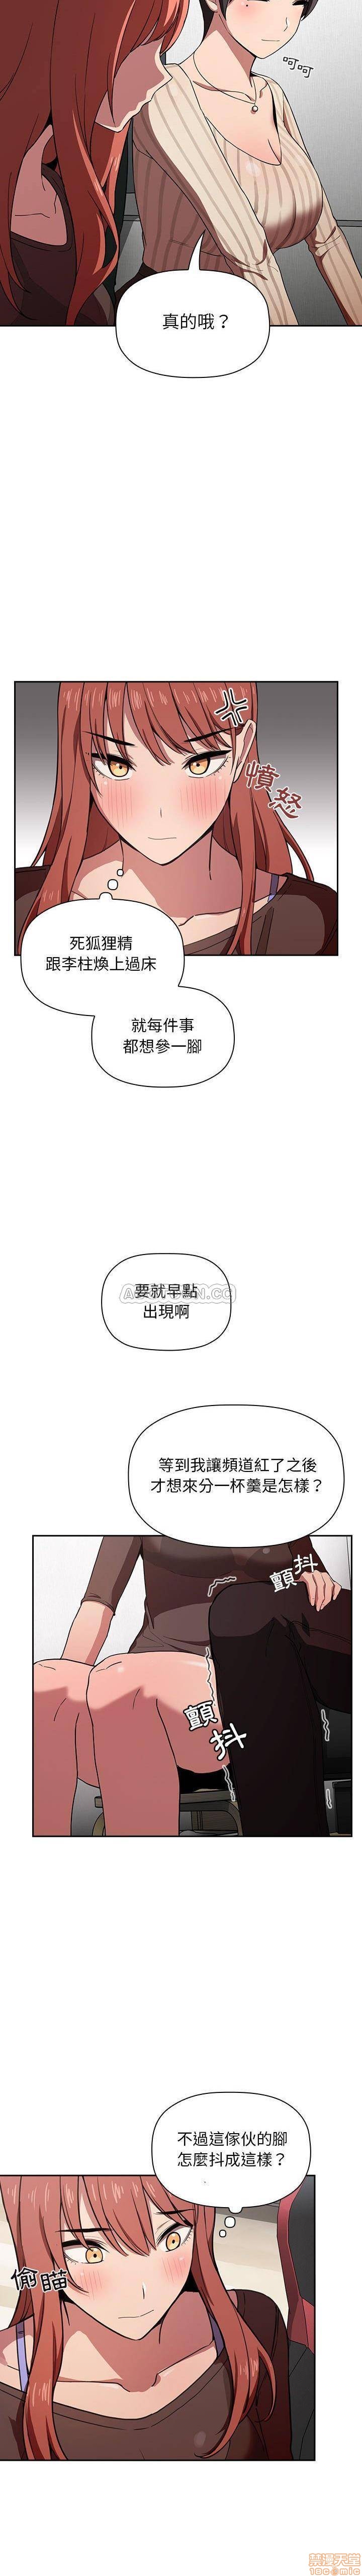 呵呵
真的哦？
憤怒
死狐狸精
跟李柱煥上過床
就每件事
都想參一腳
要就早點
出現啊
等到我讓頻道紅了之後
才想來分一杯羹是怎樣？
顫抖
顫抖
不過這傢伙的腳
怎麼抖成這樣？
偷瞄